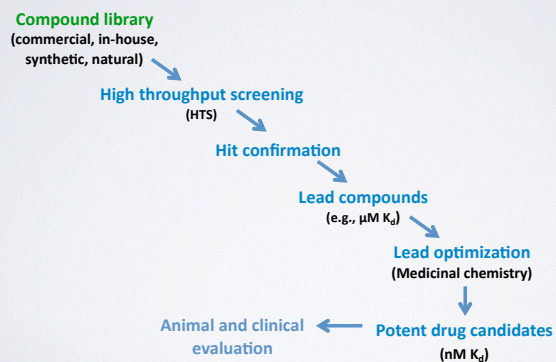 Compound library
(commercial, in-house,
synthetic, natural)
High throughput screening
(HTS)
Hit confirmation
Lead compounds
(e.g., μM Kd)
Lead optimization
(Medicinal chemistry)
Potent drug candidates
(nM Kd)
Animal and clinical
evaluation